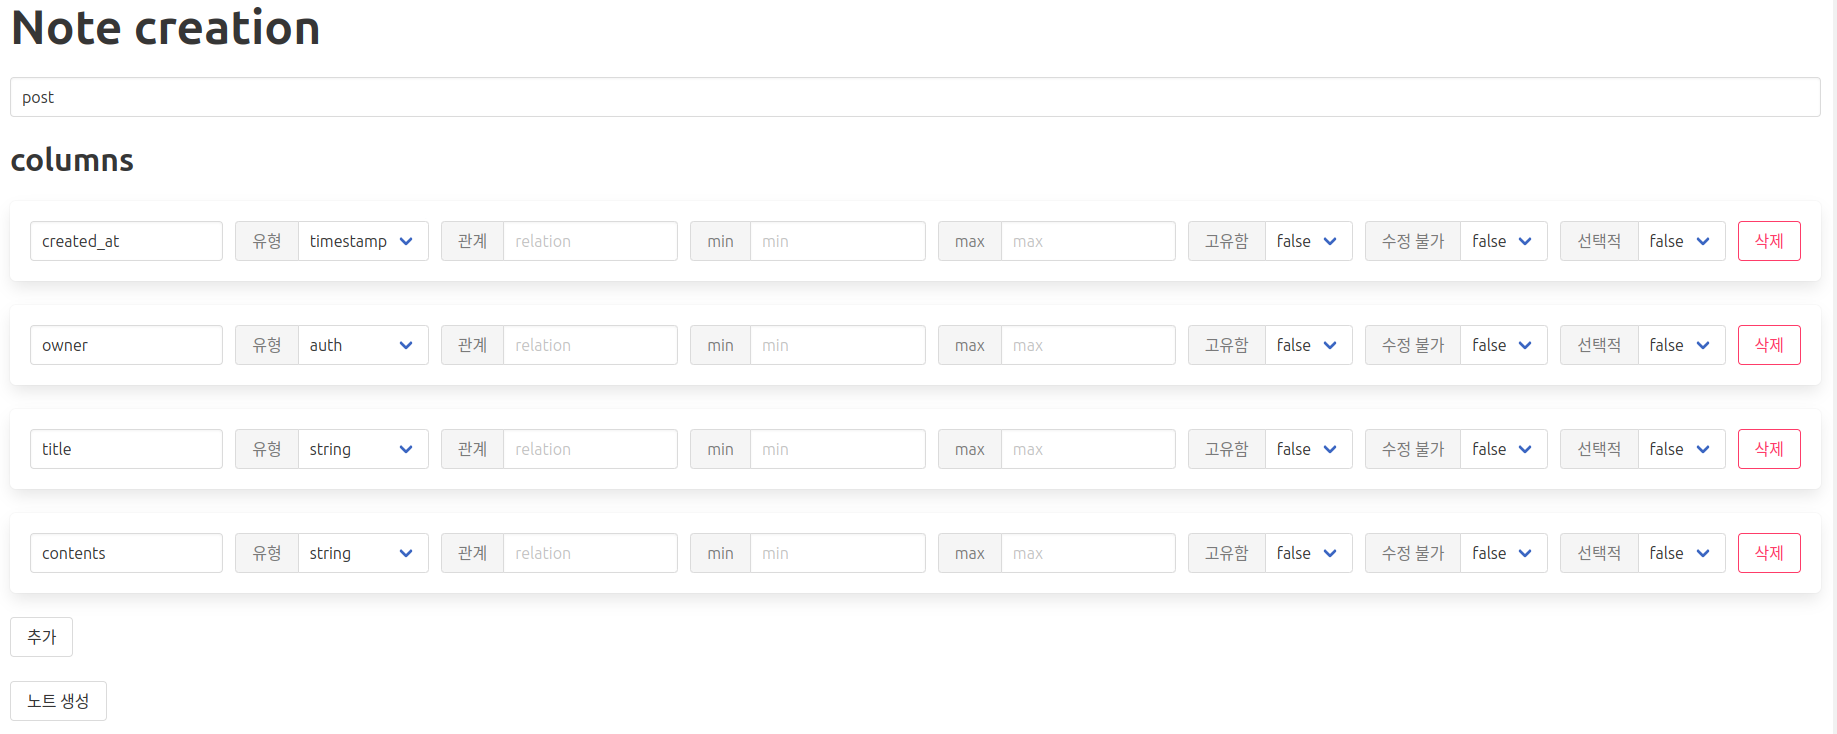 Note creation
post
columns
created_at 유형 timestamp 관계 relation min min max max 고유함 false 수정 불가 false 선택적 false 삭제
owner 유형 auth 관계 relation min min max max 고유함 false 수정 불가 false 선택적 false 삭제
title 유형 string 관계 relation min min max max 고유함 false 수정 불가 false 선택적 false 삭제
contents 유형 string 관계 relation min min max max 고유함 false 수정 불가 false 선택적 false 삭제
추가
노트 생성